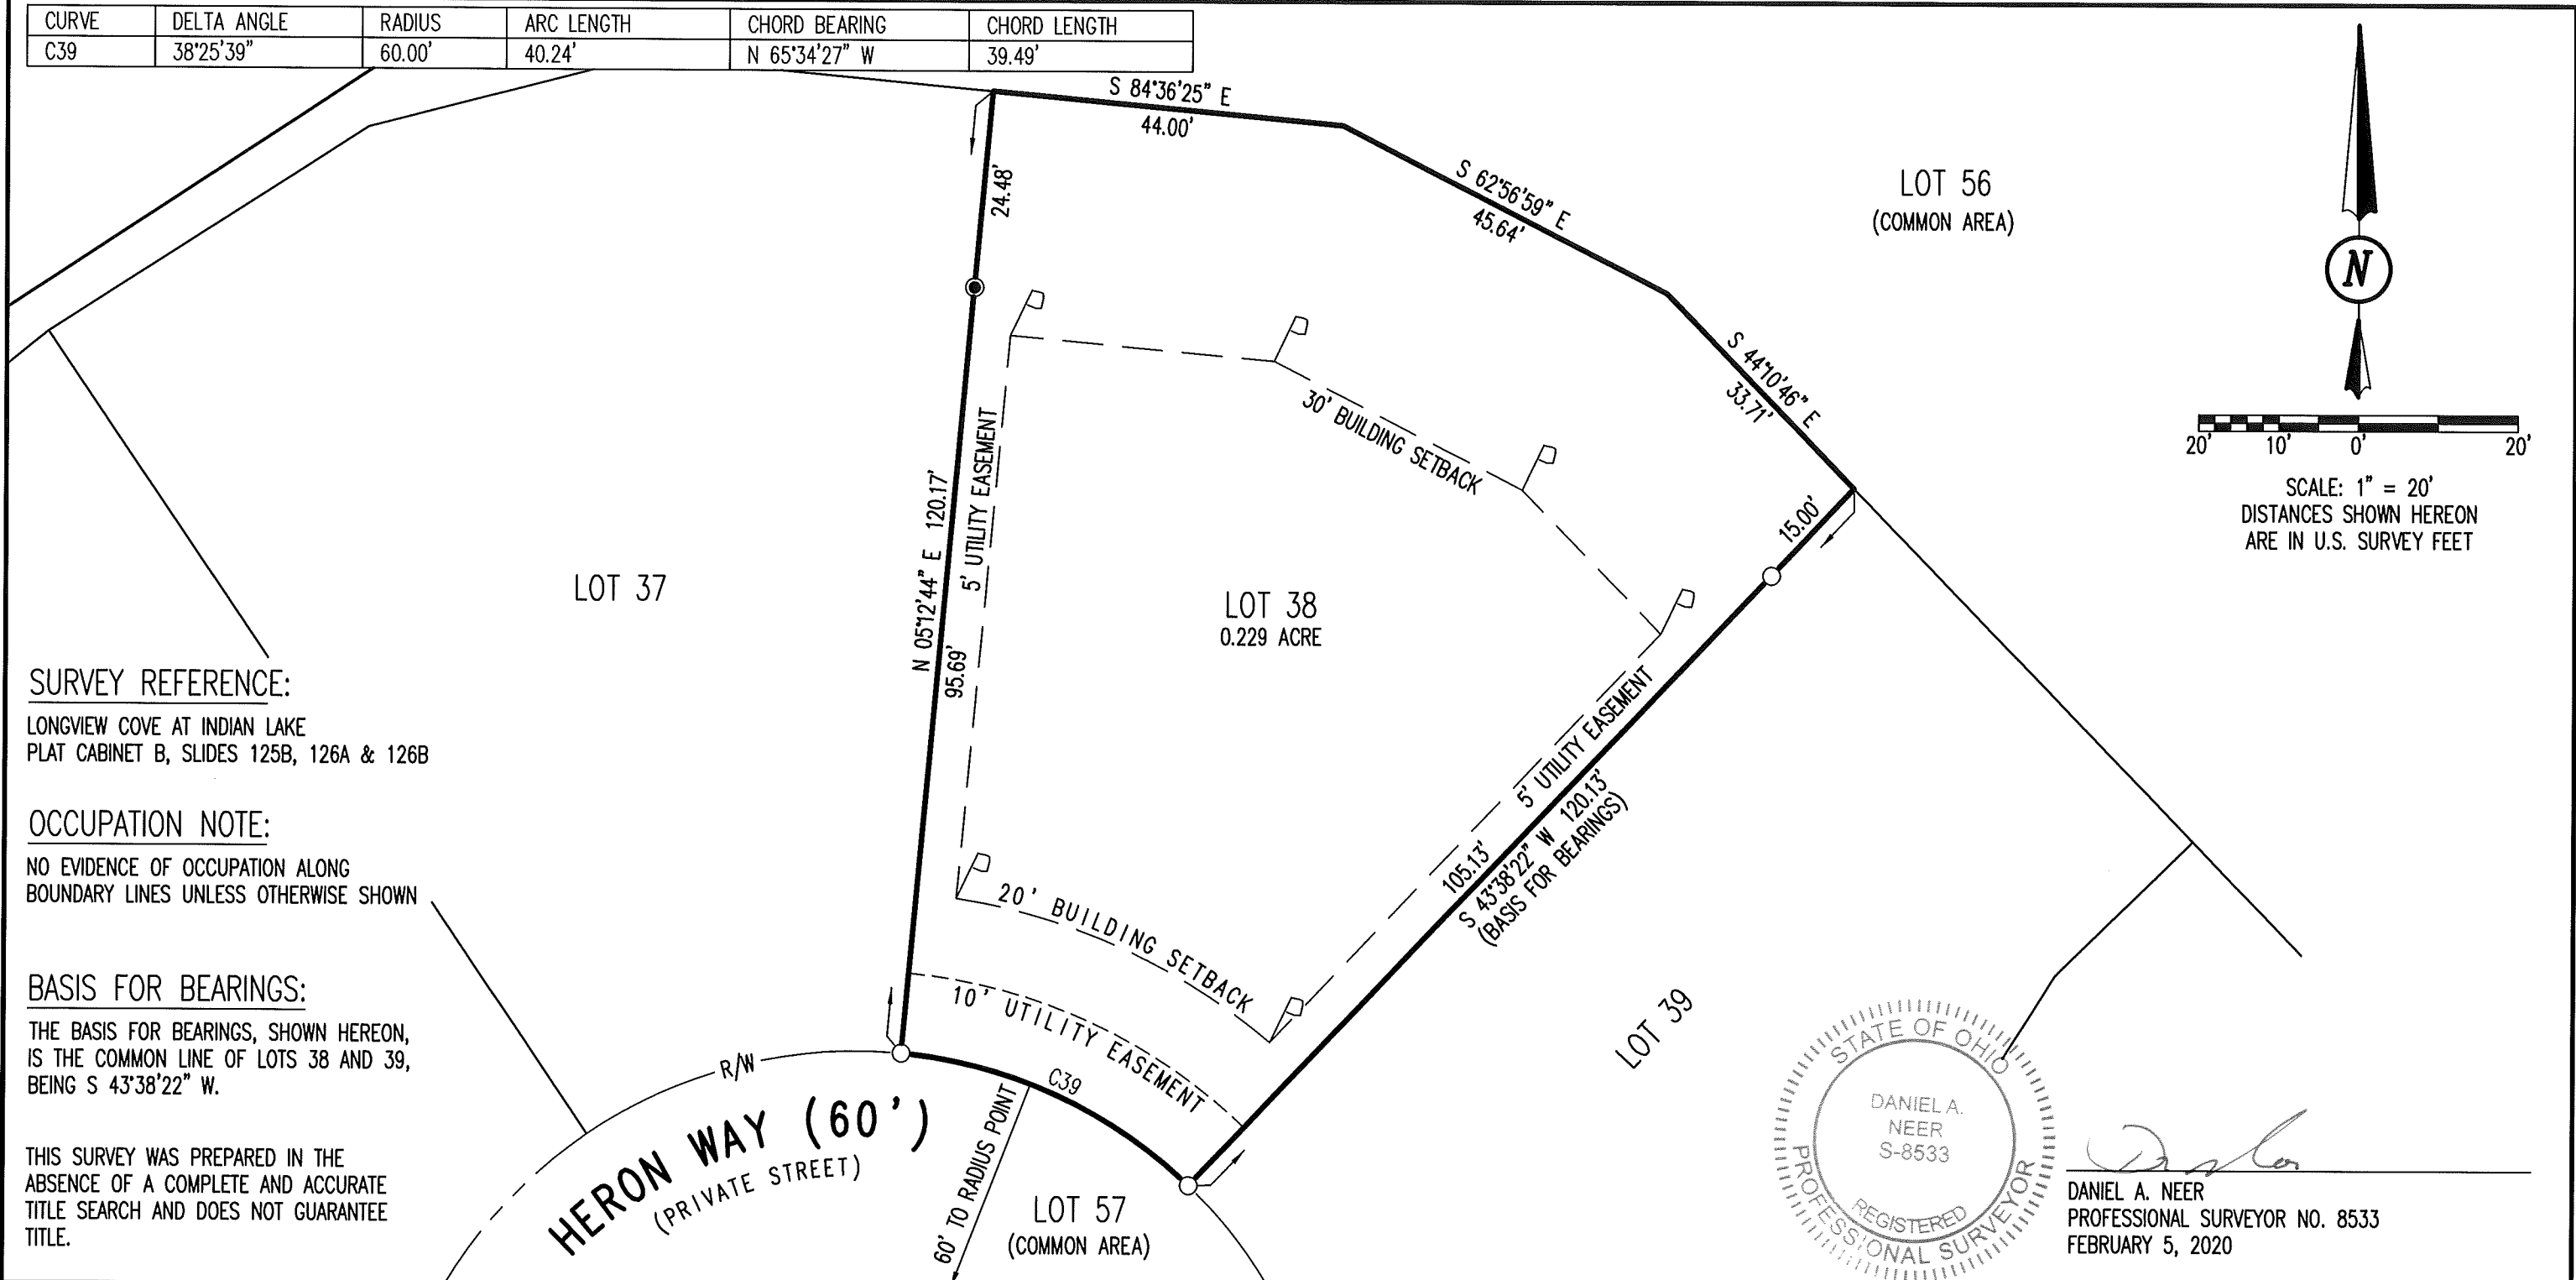 CURVE DELTA ANGLE RADIUS ARC LENGTH CHORD BEARING CHORD LENGTH
C39 38°25'39" 60.00' 40.24' N 65°34'27" W 39.49'
S 84°36'25" E
44.00'
S 62°56'59" E
45.64'
S 44°10'46" E
33.71'
24.48'
LOT 56
(COMMON AREA)
N
20' 10' 0' 20'
SCALE: 1" = 20'
DISTANCES SHOWN HEREON
ARE IN U.S. SURVEY FEET
30' BUILDING SETBACK
15.00'
N 05°12'44" E 120.17'
95.69'
5' UTILITY EASEMENT
LOT 37
LOT 38
0.229 ACRE
5' UTILITY EASEMENT
105.13'
S 43°38'22" W 120.13'
(BASIS FOR BEARINGS)
20' BUILDING SETBACK
10' UTILITY EASEMENT
C39
R/W
HERON WAY (60')
(PRIVATE STREET)
60' TO RADIUS POINT
LOT 57
(COMMON AREA)
LOT 39
SURVEY REFERENCE:
LONGVIEW COVE AT INDIAN LAKE
PLAT CABINET B, SLIDES 125B, 126A & 126B
OCCUPATION NOTE:
NO EVIDENCE OF OCCUPATION ALONG
BOUNDARY LINES UNLESS OTHERWISE SHOWN
BASIS FOR BEARINGS:
THE BASIS FOR BEARINGS, SHOWN HEREON,
IS THE COMMON LINE OF LOTS 38 AND 39,
BEING S 43°38'22" W.
THIS SURVEY WAS PREPARED IN THE
ABSENCE OF A COMPLETE AND ACCURATE
TITLE SEARCH AND DOES NOT GUARANTEE
TITLE.
STATE OF OHIO
DANIEL A.
NEER
S-8533
REGISTERED
PROFESSIONAL SURVEYOR
DANIEL A. NEER
PROFESSIONAL SURVEYOR NO. 8533
FEBRUARY 5, 2020